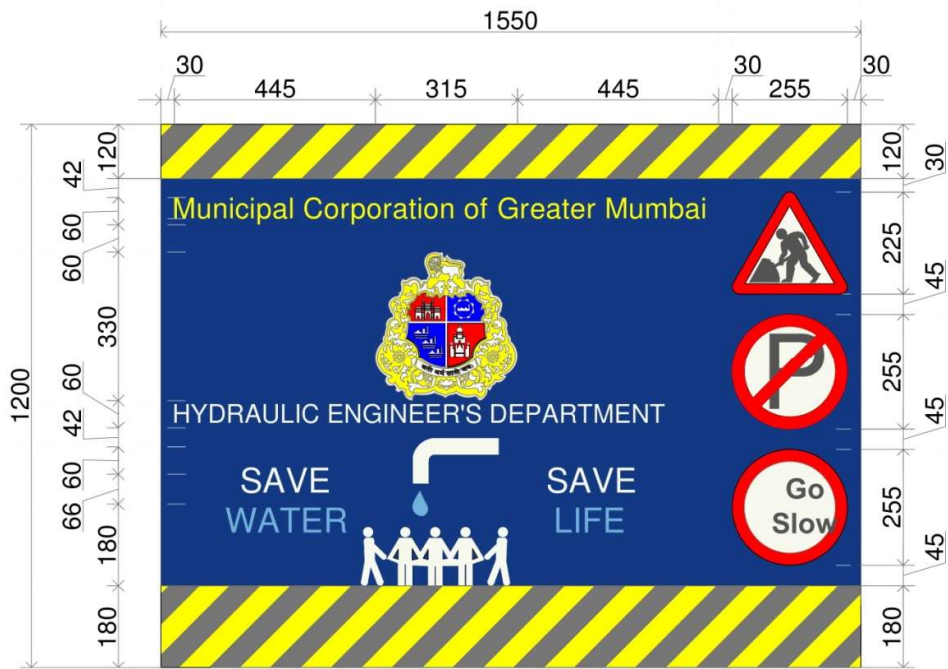 1550
30 30 30
445 315 445 255
120 120
42 30
Municipal Corporation of Greater Mumbai
60 225
60 45
330
1200 255
60
HYDRAULIC ENGINEER'S DEPARTMENT
42 45
SAVE SAVE
WATER LIFE
60 Go
Slow
66 255
180 45
180 180
P